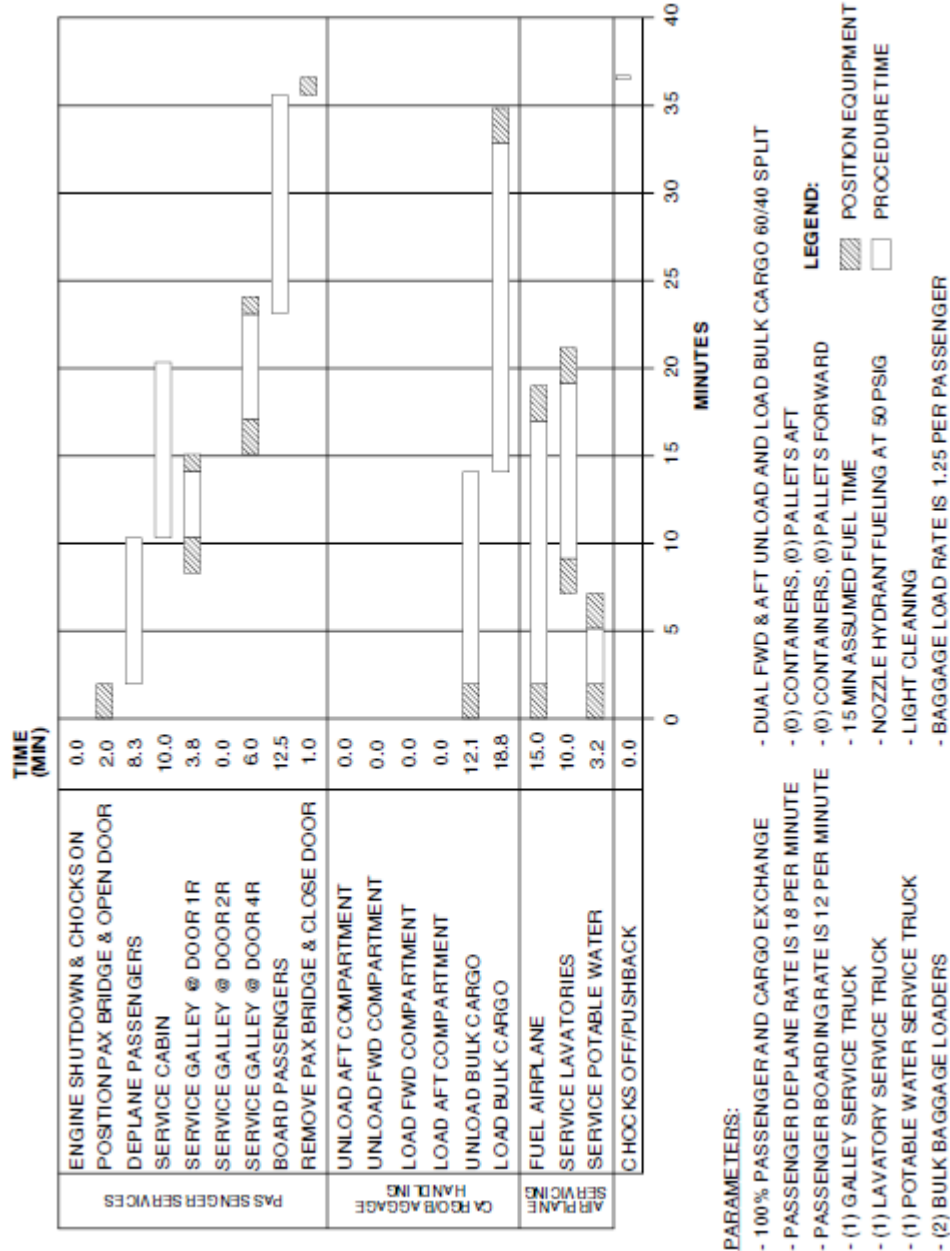 TIME
(MIN)
ENGINE SHUTDOWN & CHOCKS ON 0.0
POSITION PAX BRIDGE & OPEN DOOR 2.0
DEPLANE PASSENGERS 8.3
SERVICE CABIN 10.0
SERVICE GALLEY @ DOOR 1R 3.8
SERVICE GALLEY @ DOOR 2R 0.0
SERVICE GALLEY @ DOOR 4R 6.0
BOARD PASSENGERS 12.5
REMOVE PAX BRIDGE & CLOSE DOOR 1.0
PASSENGER SERVICES
UNLOAD AFT COMPARTMENT 0.0
UNLOAD FWD COMPARTMENT 0.0
LOAD FWD COMPARTMENT 0.0
LOAD AFT COMPARTMENT 0.0
UNLOAD BULK CARGO 12.1
LOAD BULK CARGO 18.8
CARGO/BAGGAGE
HANDLING
FUEL AIRPLANE 15.0
SERVICE LAVATORIES 10.0
SERVICE POTABLE WATER 3.2
AIRPLANE
SERVICING
CHOCKS OFF/PUSHBACK 0.0
0 5 10 15 20 25 30 35 40
MINUTES
PARAMETERS:
- 100% PASSENGER AND CARGO EXCHANGE
- PASSENGER DEPLANE RATE IS 18 PER MINUTE
- PASSENGER BOARDING RATE IS 12 PER MINUTE
- (1) GALLEY SERVICE TRUCK
- (1) LAVATORY SERVICE TRUCK
- (1) POTABLE WATER SERVICE TRUCK
- (2) BULK BAGGAGE LOADERS
- DUAL FWD & AFT UNLOAD AND LOAD BULK CARGO 60/40 SPLIT
- (0) CONTAINERS, (0) PALLETS AFT
- (0) CONTAINERS, (0) PALLETS FORWARD
- 15 MIN ASSUMED FUEL TIME
- NOZZLE HYDRANT FUELING AT 50 PSIG
- LIGHT CLEANING
- BAGGAGE LOAD RATE IS 1.25 PER PASSENGER
LEGEND:
POSITION EQUIPMENT
PROCEDURE TIME